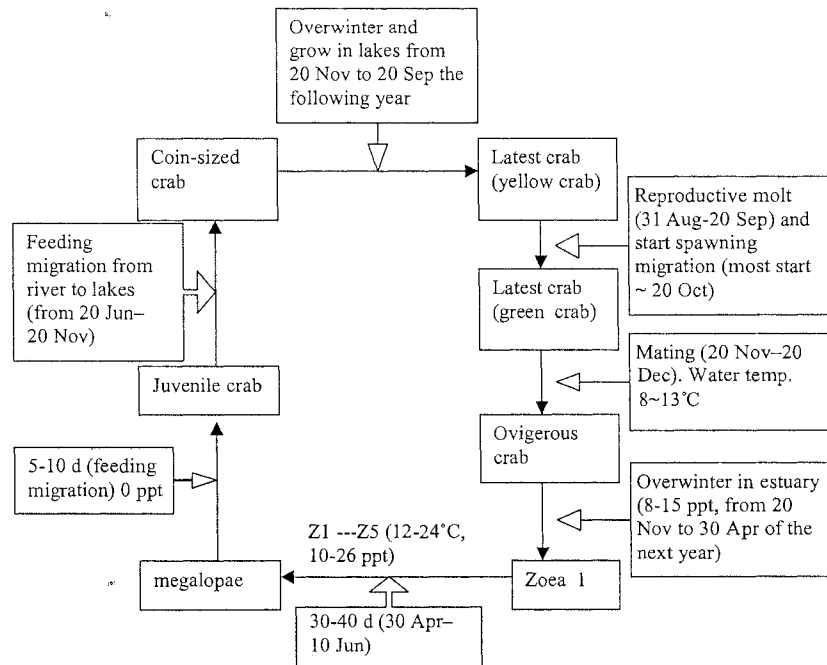 Overwinter and
grow in lakes from
20 Nov to 20 Sep the
following year
Coin-sized
crab
Latest crab
(yellow crab)
Reproductive molt
(31 Aug-20 Sep) and
start spawning
migration (most start
~ 20 Oct)
Feeding
migration from
river to lakes
(from 20 Jun–
20 Nov)
Latest crab
(green crab)
Mating (20 Nov–20
Dec). Water temp.
8~13°C
Juvenile crab
Ovigerous
crab
5-10 d (feeding
migration) 0 ppt
Overwinter in estuary
(8-15 ppt, from 20
Nov to 30 Apr of the
next year)
Z1 ---Z5 (12-24°C,
10-26 ppt)
megalopae
Zoea 1
30-40 d (30 Apr–
10 Jun)